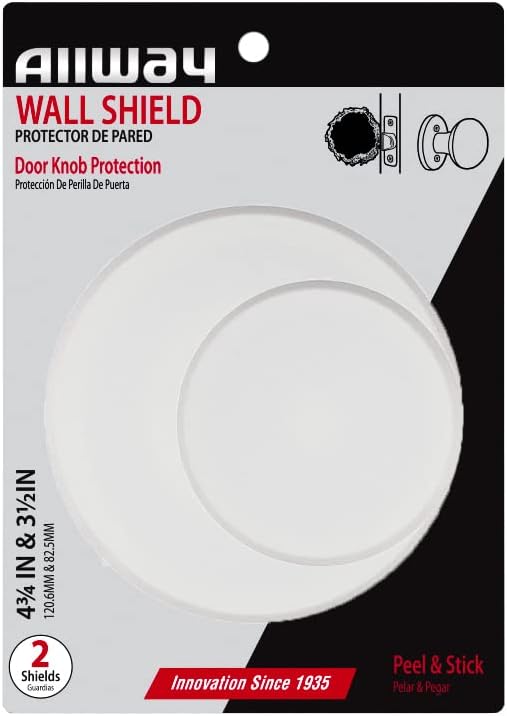 Allway
WALL SHIELD
PROTECTOR DE PARED
Door Knob Protection
Protección De Perilla De Puerta
4¾ IN & 3½IN
120.6MM & 82.5MM
2
Shields
Guardias
Innovation Since 1935
Peel & Stick
Pelar & Pegar